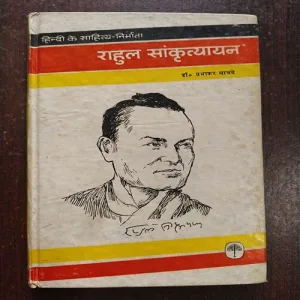 हिन्दी के साहित्य-निर्माता
राहुल सांकृत्यायन
डॉ० प्रभाकर माचवे